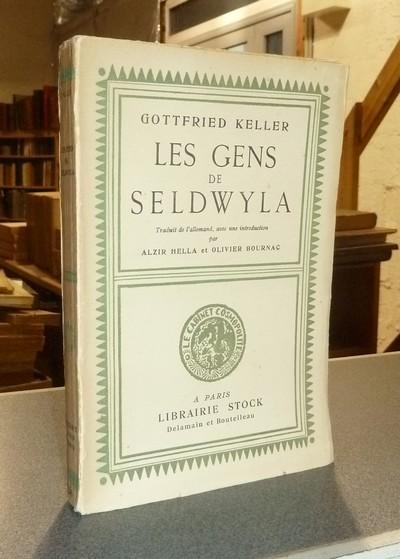 GOTTFRIED KELLER
LES GENS
DE
SELDWYLA
Traduit de l'allemand, avec une introduction
par
ALZIR HELLA et OLIVIER BOURNAC
LE CABINET COSMOPOLITE
A PARIS
LIBRAIRIE STOCK
Delamain et Boutelleau